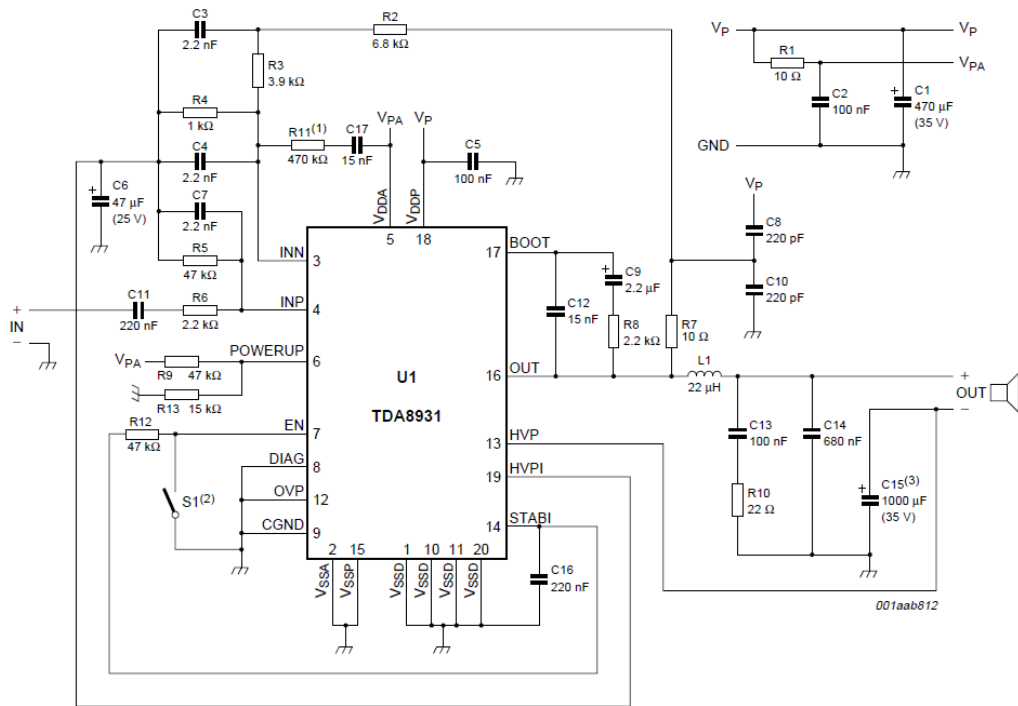 C3
2.2 nF
R2
6.8 kΩ
R3
3.9 kΩ
R4
1 kΩ
R11(1)
470 kΩ
C17
15 nF
VPA
VP
C5
100 nF
C4
2.2 nF
C6
+
47 μF
(25 V)
C7
2.2 nF
R5
47 kΩ
C11
220 nF
R6
2.2 kΩ
+
IN
−
VPA
R9
47 kΩ
R13
15 kΩ
R12
47 kΩ
S1(2)
VDDA
VDDP
5
18
INN
3
INP
4
POWERUP
6
EN
7
DIAG
8
OVP
12
CGND
9
U1
TDA8931
17
BOOT
16
OUT
13
HVP
19
HVPI
14
STABI
2
15
1
10
11
20
VSSA
VSSP
VSSD
VSSD
VSSD
VSSD
C16
220 nF
C12
15 nF
+
C9
2.2 μF
R8
2.2 kΩ
R7
10 Ω
L1
22 μH
VP
C8
220 pF
C10
220 pF
VP
VP
R1
10 Ω
VPA
C2
100 nF
+
C1
470 μF
(35 V)
GND
C13
100 nF
R10
22 Ω
C14
680 nF
+
C15(3)
1000 μF
(35 V)
+
OUT
−
001aab812